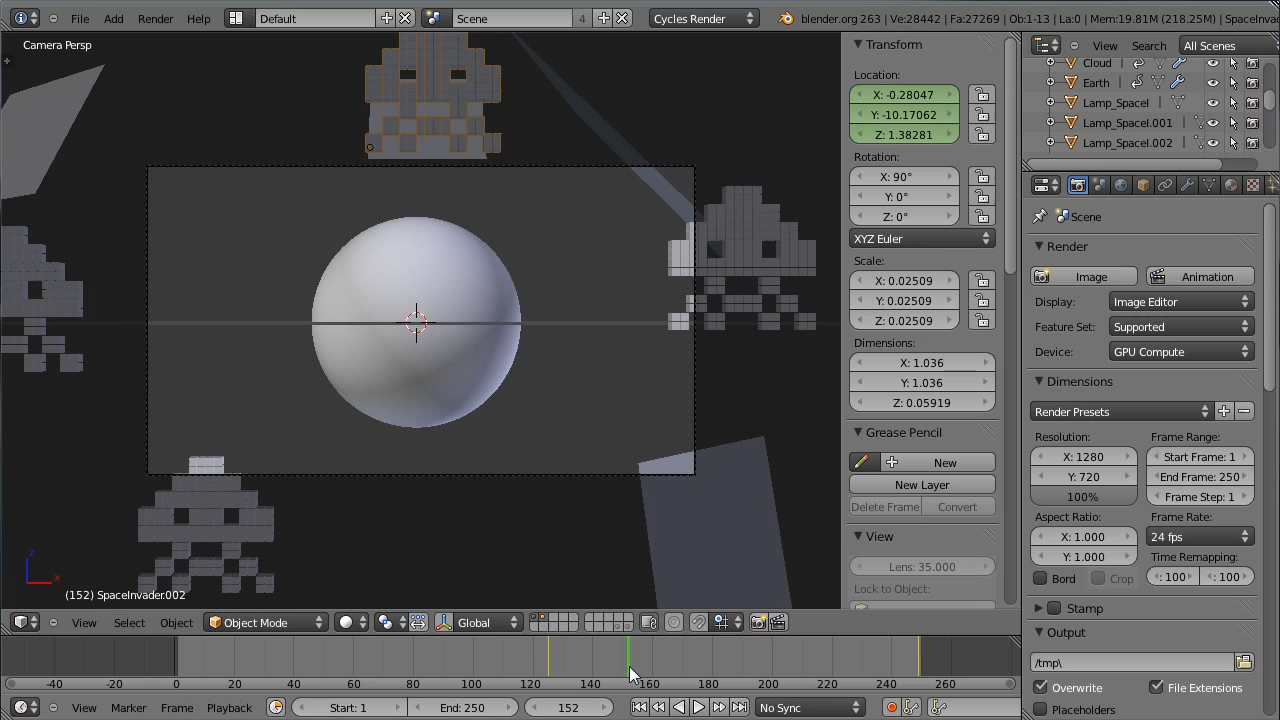 File Add Render Help Default Scene 4 Cycles Render blender.org 263 | Ve:28442 | Fa:27269 | Ob:1-13 | La:0 | Mem:19.81M (218.25M) | SpaceInva
Camera Persp
Transform
Location:
X: -0.28047
Y: -10.17062
Z: 1.38281
Rotation:
X: 90°
Y: 0°
Z: 0°
XYZ Euler
Scale:
X: 0.02509
Y: 0.02509
Z: 0.02509
Dimensions:
X: 1.036
Y: 1.036
Z: 0.05919
Grease Pencil
New
New Layer
Delete Frame Convert
View
Lens: 35.000
Lock to Object:
View Search All Scenes
Cloud
Earth
Lamp_SpaceI
Lamp_SpaceI.001
Lamp_SpaceI.002
Scene
Render
Image Animation
Display: Image Editor
Feature Set: Supported
Device: GPU Compute
Dimensions
Render Presets
Resolution: Frame Range:
X: 1280 Start Frame: 1
Y: 720 End Frame: 250
100% Frame Step: 1
Aspect Ratio: Frame Rate:
X: 1.000 24 fps
Y: 1.000 Time Remapping:
Bord Crop : 100 : 100
Stamp
Output
/tmp\
Overwrite File Extensions
Placeholders
z
x
(152) SpaceInvader.002
View Select Object Object Mode Global
-40 -20 0 20 40 60 80 100 120 140 160 180 200 220 240 260
View Marker Frame Playback Start: 1 End: 250 152 No Sync